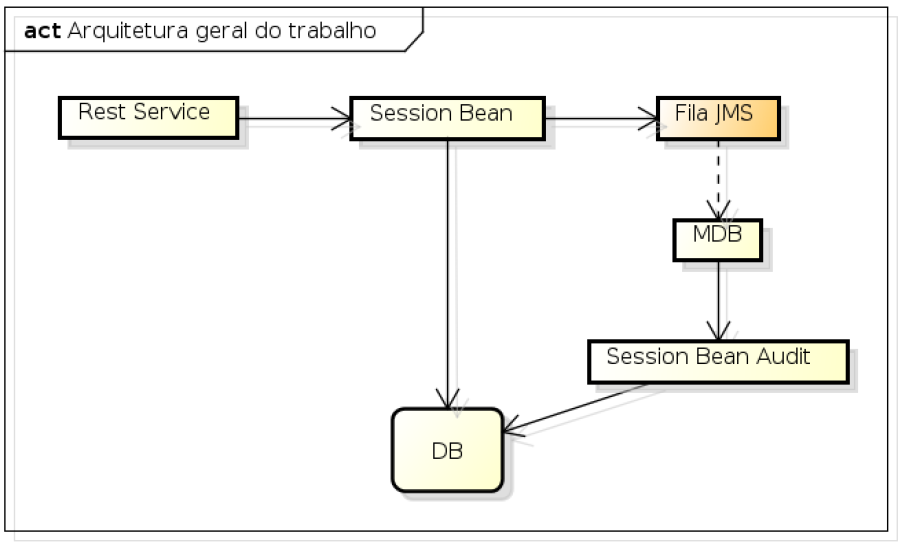 act Arquitetura geral do trabalho
Rest Service
Session Bean
Fila JMS
MDB
Session Bean Audit
DB